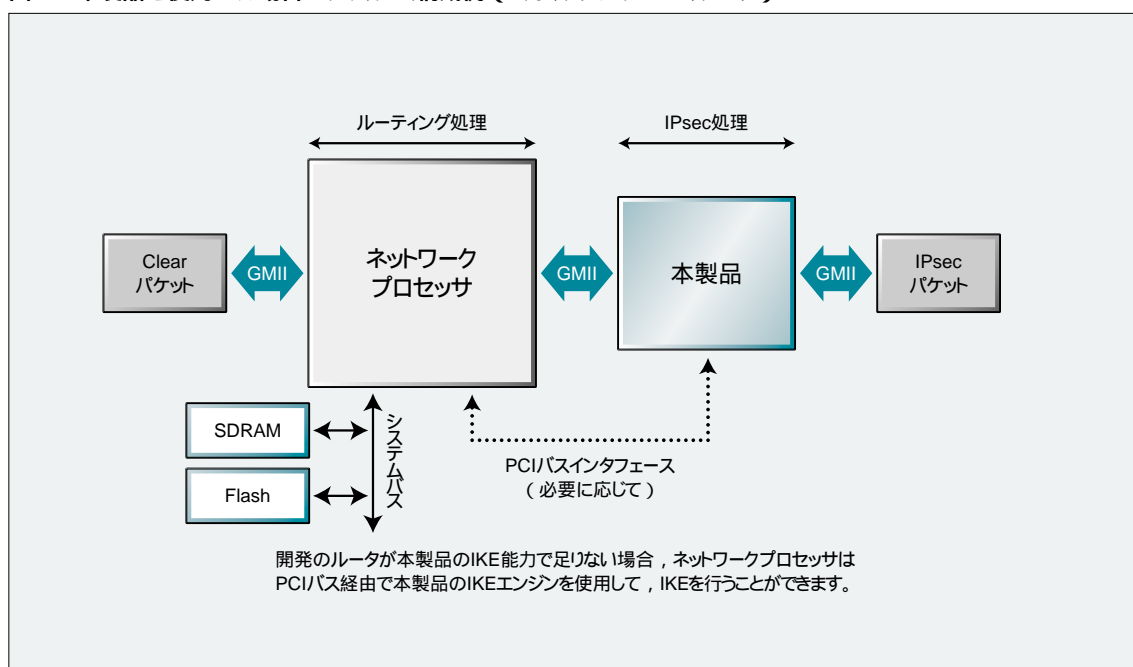 ルーティング処理
IPsec処理
Clear
パケット
GMII
ネットワーク
プロセッサ
GMII
本製品
GMII
IPsec
パケット
SDRAM
Flash
システムバス
PCIバスインタフェース
(必要に応じて)
開発のルータが本製品のIKE能力で足りない場合,ネットワークプロセッサは
PCIバス経由で本製品のIKEエンジンを使用して,IKEを行うことができます。